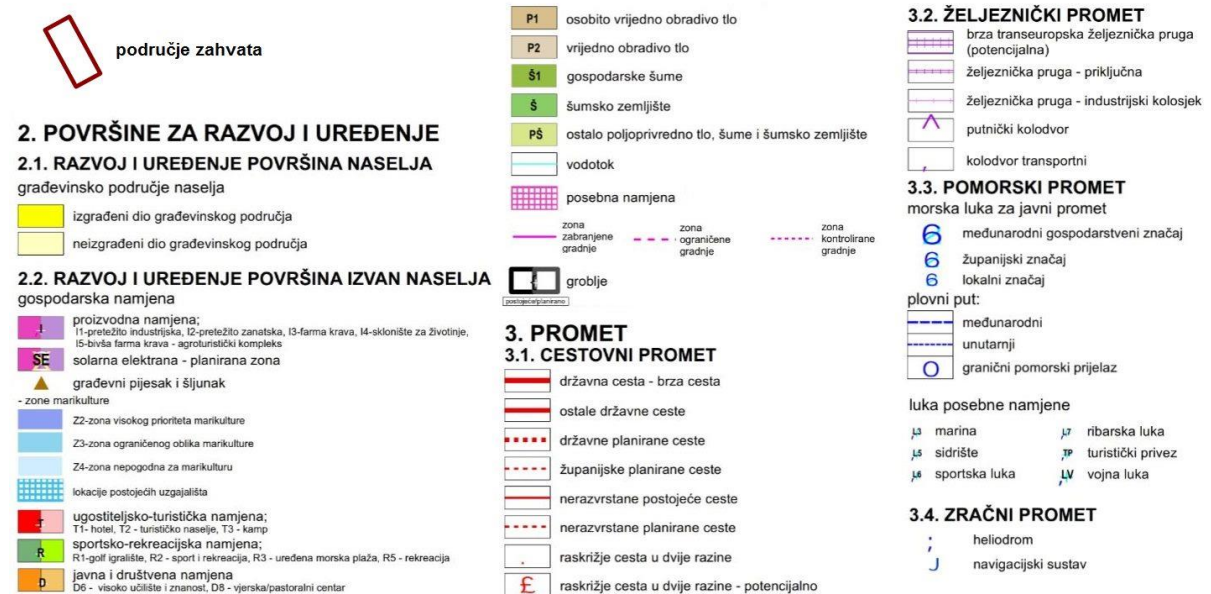 područje zahvata
2. POVRŠINE ZA RAZVOJ I UREĐENJE
2.1. RAZVOJ I UREĐENJE POVRŠINA NASELJA
građevinsko područje naselja
izgrađeni dio građevinskog područja
neizgrađeni dio građevinskog područja
2.2. RAZVOJ I UREĐENJE POVRŠINA IZVAN NASELJA
gospodarska namjena
I proizvodna namjena;
I1-pretežito industrijska, I2-pretežito zanatska, I3-farma krava, I4-sklonište za životinje,
I5-bivša farma krava - agroturistički kompleks
SE solarna elektrana - planirana zona
građevni pijesak i šljunak
- zone marikulture
Z2-zona visokog prioriteta marikulture
Z3-zona ograničenog oblika marikulture
Z4-zona nepogodna za marikulturu
lokacije postojećih uzgajališta
T ugostiteljsko-turistička namjena;
T1- hotel, T2 - turističko naselje, T3 - kamp
R sportsko-rekreacijska namjena;
R1-golf igralište, R2 - sport i rekreacija, R3 - uređena morska plaža, R5 - rekreacija
D javna i društvena namjena
D6 - visoko učilište i znanost, D8 - vjerska/pastoralni centar
P1 osobito vrijedno obradivo tlo
P2 vrijedno obradivo tlo
Š1 gospodarske šume
Š šumsko zemljište
PŠ ostalo poljoprivredno tlo, šume i šumsko zemljište
vodotok
posebna namjena
zona
zabranjene
gradnje
zona
ograničene
gradnje
zona
kontrolirane
gradnje
groblje
postojeće/planirano
3. PROMET
3.1. CESTOVNI PROMET
državna cesta - brza cesta
ostale državne ceste
državne planirane ceste
županijske planirane ceste
nerazvrstane postojeće ceste
nerazvrstane planirane ceste
raskrižje cesta u dvije razine
£ raskrižje cesta u dvije razine - potencijalno
3.2. ŽELJEZNIČKI PROMET
brza transeuropska željeznička pruga
(potencijalna)
željeznička pruga - priključna
željeznička pruga - industrijski kolosjek
putnički kolodvor
kolodvor transportni
3.3. POMORSKI PROMET
morska luka za javni promet
6 međunarodni gospodarstveni značaj
6 županijski značaj
6 lokalni značaj
plovni put:
međunarodni
unutarnji
O granični pomorski prijelaz
luka posebne namjene
L3 marina
L5 sidrište
L6 sportska luka
L7 ribarska luka
TP turistički privez
LV vojna luka
3.4. ZRAČNI PROMET
; heliodrom
J navigacijski sustav